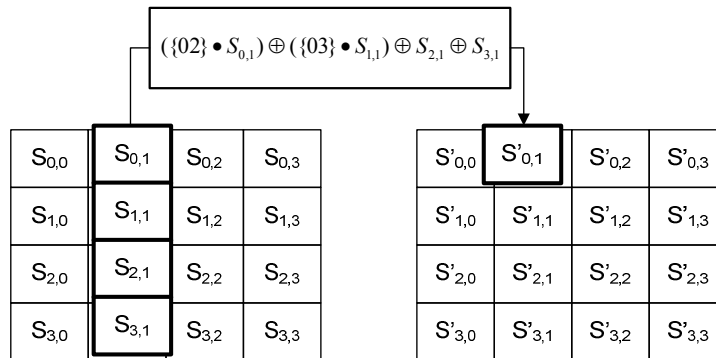 ({02} • S0,1) ⊕ ({03} • S1,1) ⊕ S2,1 ⊕ S3,1
S0,0 S0,1 S0,2 S0,3
S1,0 S1,1 S1,2 S1,3
S2,0 S2,1 S2,2 S2,3
S3,0 S3,1 S3,2 S3,3
S'0,0 S'0,1 S'0,2 S'0,3
S'1,0 S'1,1 S'1,2 S'1,3
S'2,0 S'2,1 S'2,2 S'2,3
S'3,0 S'3,1 S'3,2 S'3,3